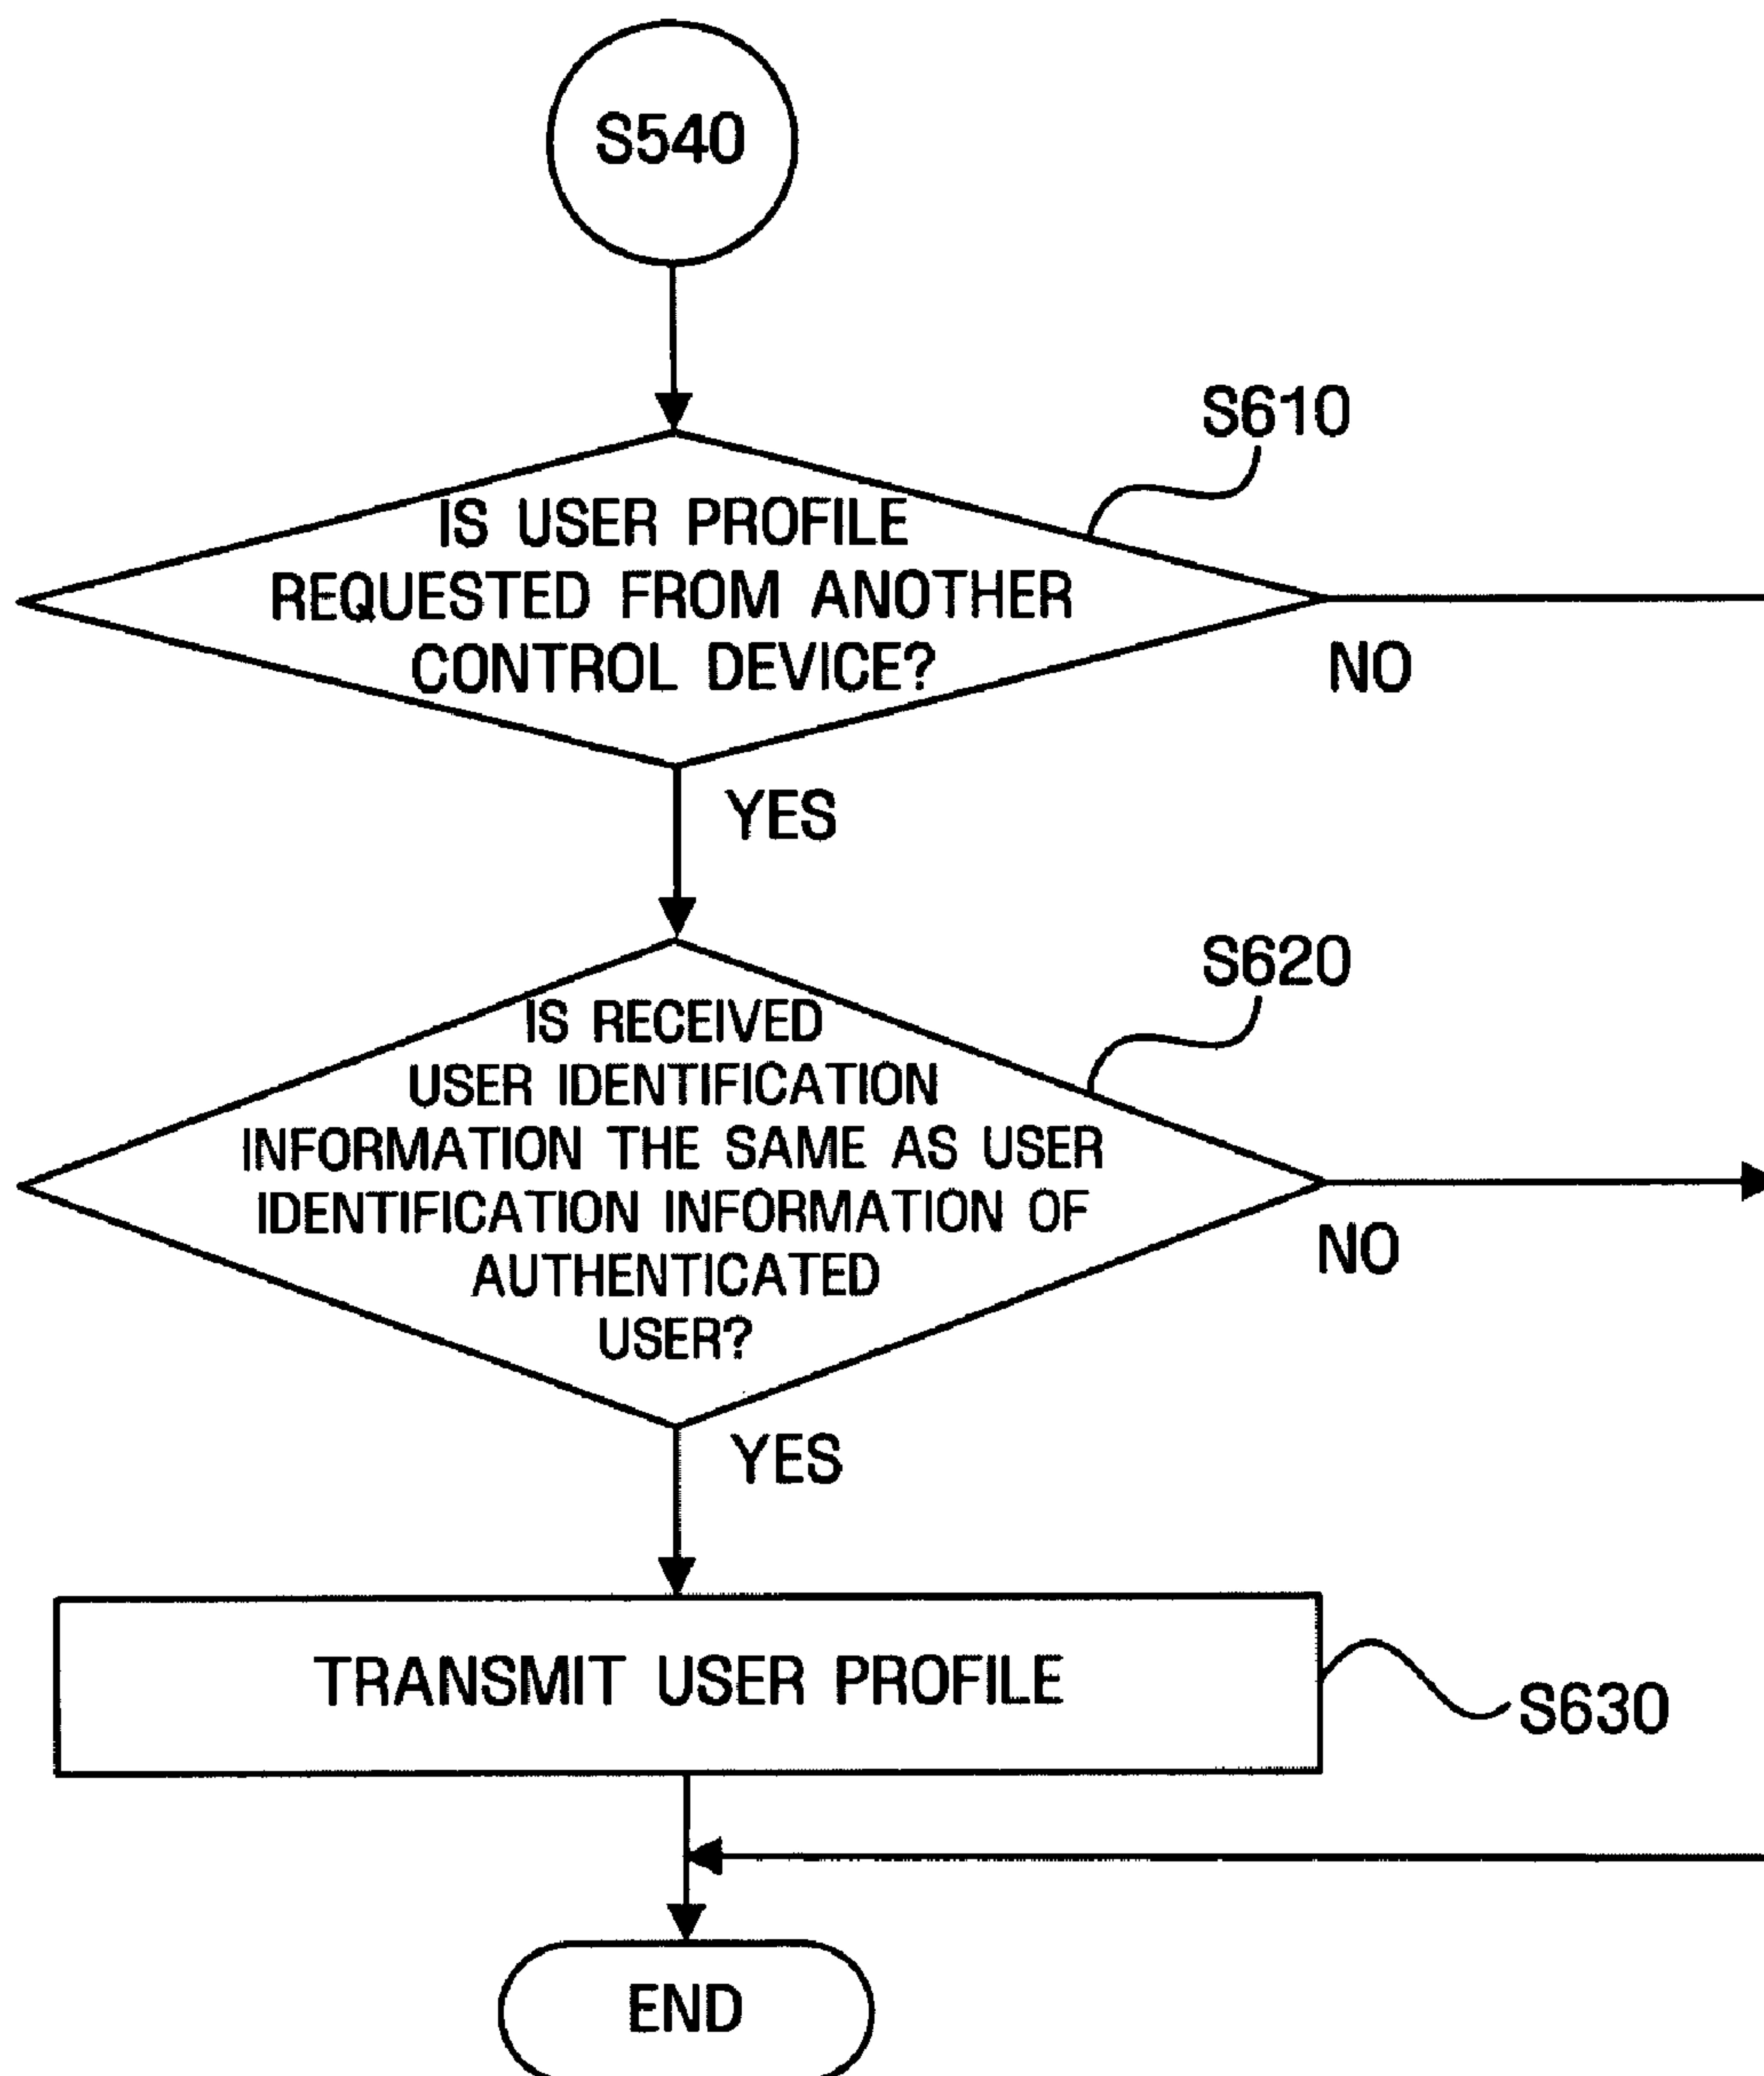 S540
S610
IS USER PROFILE
REQUESTED FROM ANOTHER
CONTROL DEVICE?
NO
YES
S620
IS RECEIVED
USER IDENTIFICATION
INFORMATION THE SAME AS USER
IDENTIFICATION INFORMATION OF
AUTHENTICATED
USER?
NO
YES
TRANSMIT USER PROFILE
S630
END